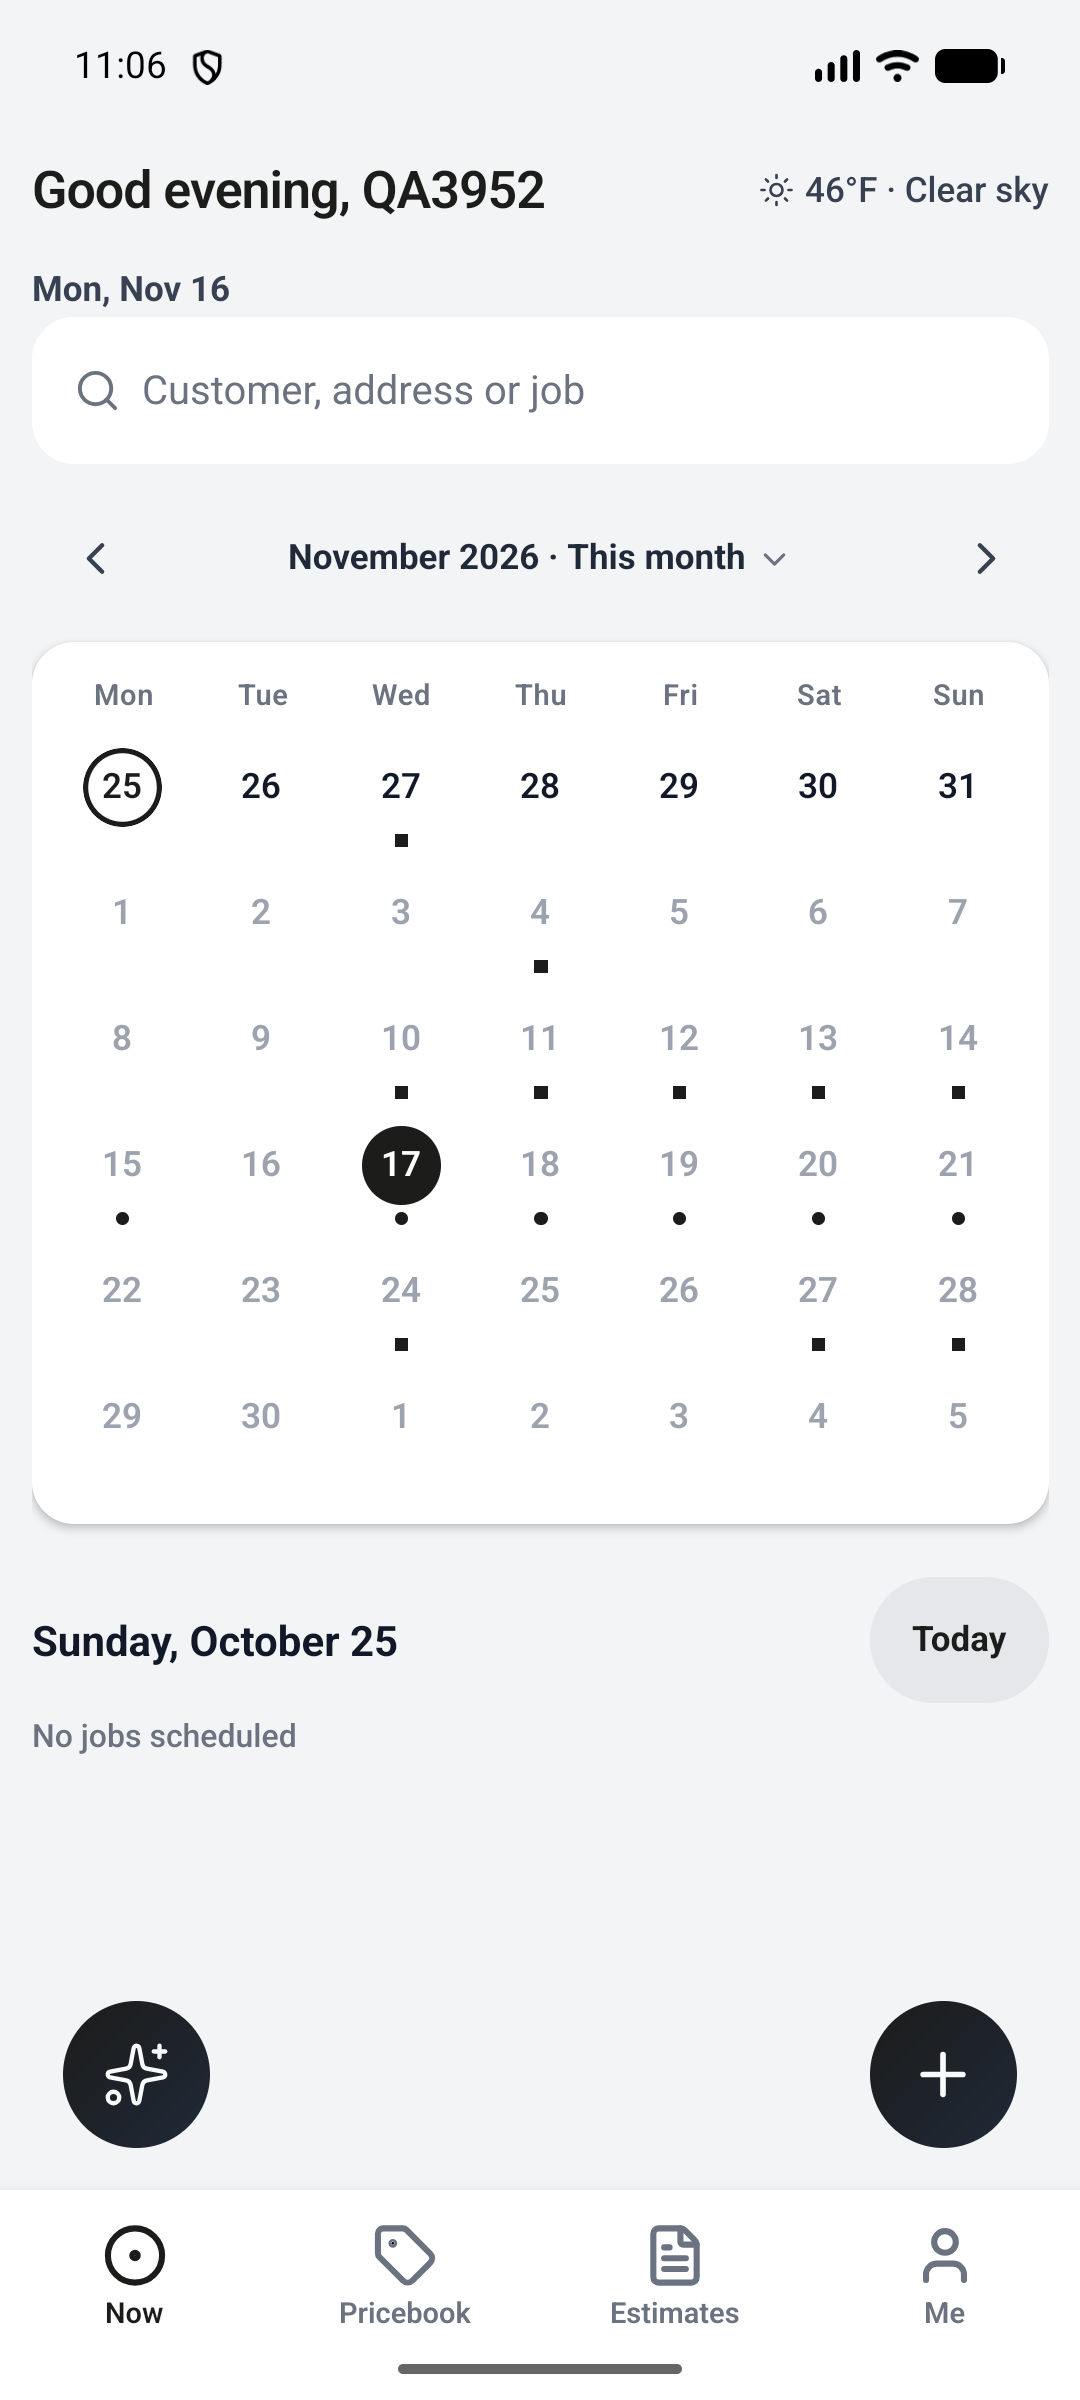 11:06
Good evening, QA3952
46°F · Clear sky
Mon, Nov 16
Customer, address or job
November 2026 · This month
Mon Tue Wed Thu Fri Sat Sun
25 26 27 28 29 30 31
1 2 3 4 5 6 7
8 9 10 11 12 13 14
15 16 17 18 19 20 21
22 23 24 25 26 27 28
29 30 1 2 3 4 5
Sunday, October 25
Today
No jobs scheduled
Now Pricebook Estimates Me